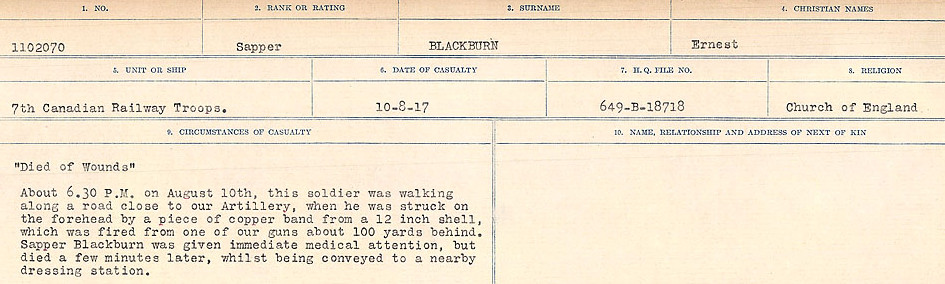 1. NO. 2. RANK OR RATING 3. SURNAME 4. CHRISTIAN NAMES
1102070 Sapper BLACKBURN Ernest
5. UNIT OR SHIP 6. DATE OF CASUALTY 7. H.Q. FILE NO. 8. RELIGION
7th Canadian Railway Troops. 10-8-17 649-B-18718 Church of England
9. CIRCUMSTANCES OF CASUALTY 10. NAME, RELATIONSHIP AND ADDRESS OF NEXT OF KIN
"Died of Wounds"
About 6.30 P.M. on August 10th, this soldier was walking
along a road close to our Artillery, when he was struck on
the forehead by a piece of copper band from a 12 inch shell,
which was fired from one of our guns about 100 yards behind.
Sapper Blackburn was given immediate medical attention, but
died a few minutes later, whilst being conveyed to a nearby
dressing station.